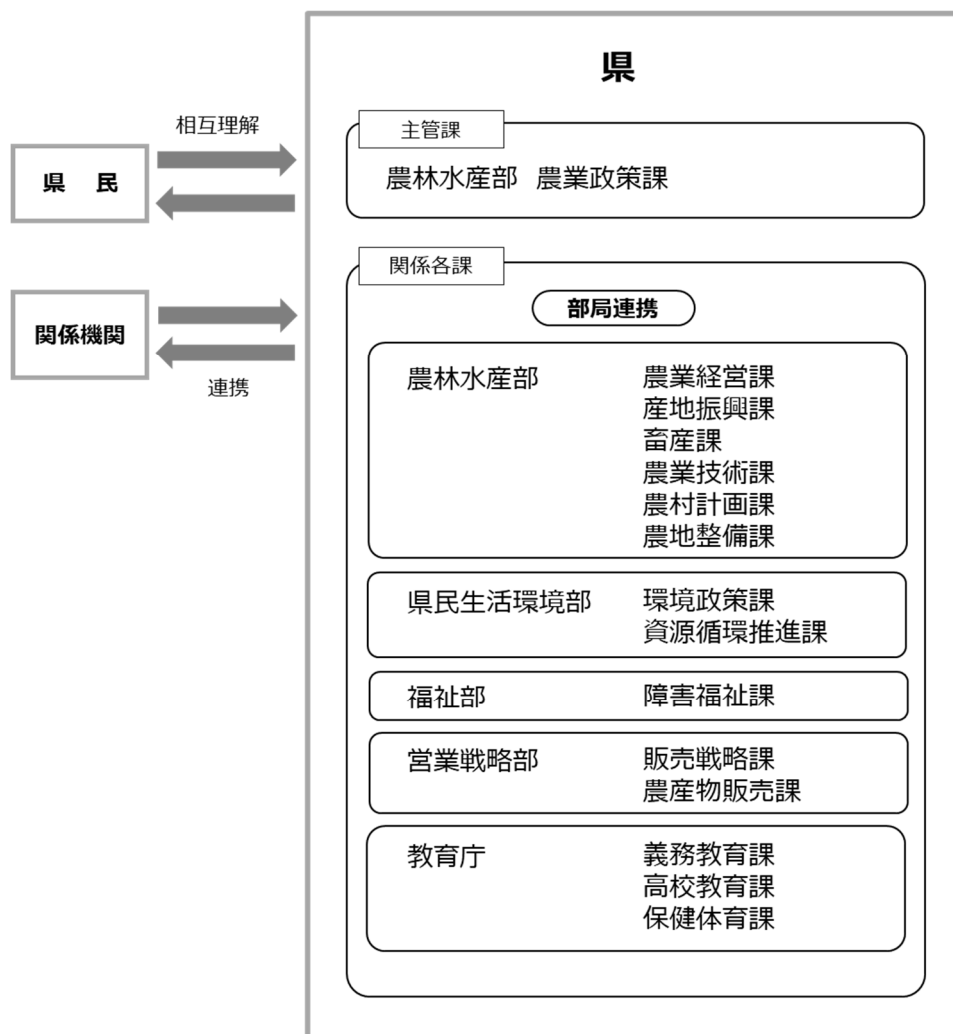 県
相互理解
県 民
主管課
農林水産部 農業政策課
関係各課
部局連携
関係機関
連携
農林水産部 農業経営課
産地振興課
畜産課
農業技術課
農村計画課
農地整備課
県民生活環境部 環境政策課
資源循環推進課
福祉部 障害福祉課
営業戦略部 販売戦略課
農産物販売課
教育庁 義務教育課
高校教育課
保健体育課